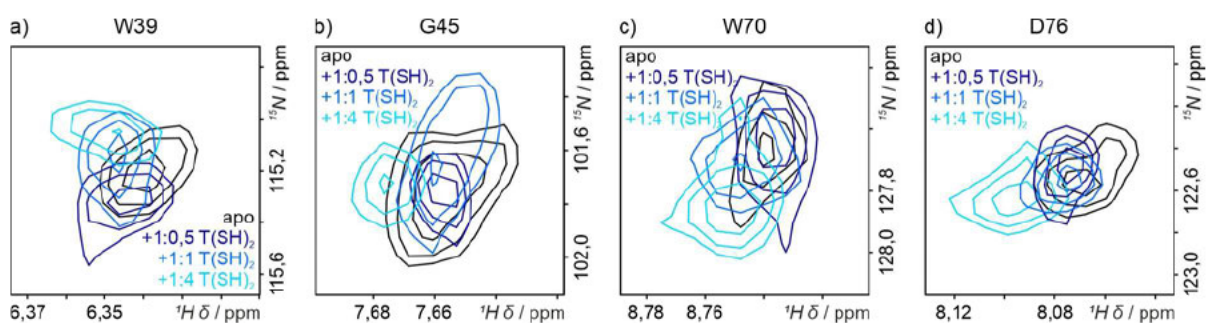 a) W39
apo
+1:0,5 T(SH)2
+1:1 T(SH)2
+1:4 T(SH)2
115,2
115,6
15N / ppm
6,37 6,35 1H δ / ppm
b) G45
apo
+1:0,5 T(SH)2
+1:1 T(SH)2
+1:4 T(SH)2
15N / ppm
101,6
102,0
7,68 7,66 1H δ / ppm
c) W70
apo
+1:0,5 T(SH)2
+1:1 T(SH)2
+1:4 T(SH)
15N / ppm
127,8
128,0
8,78 8,76 1H δ / ppm
d) D76
apo
+1:0,5 T(SH)2
+1:1 T(SH)2
+1:4 T(SH)2
15N / ppm
122,6
123,0
8,12 8,08 1H δ / ppm